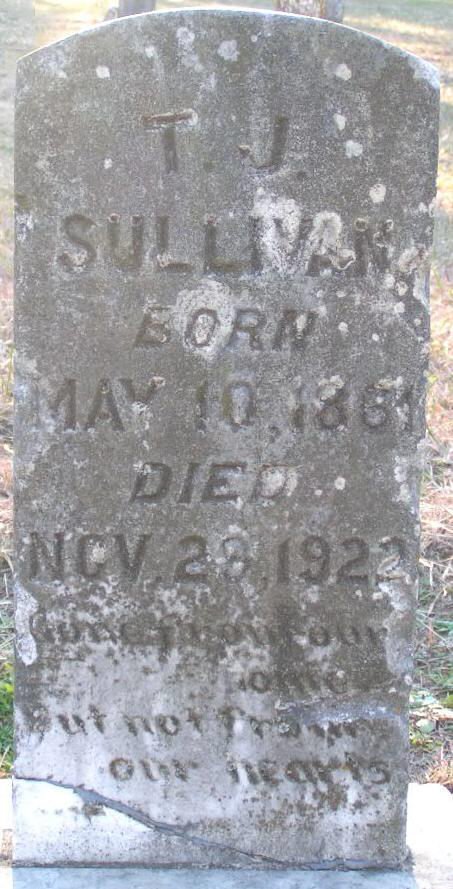 T. J.
SULLIVAN
BORN
MAY 10, 1861
DIED
NOV. 28, 1922
Gone from our
home
But not from
our hearts